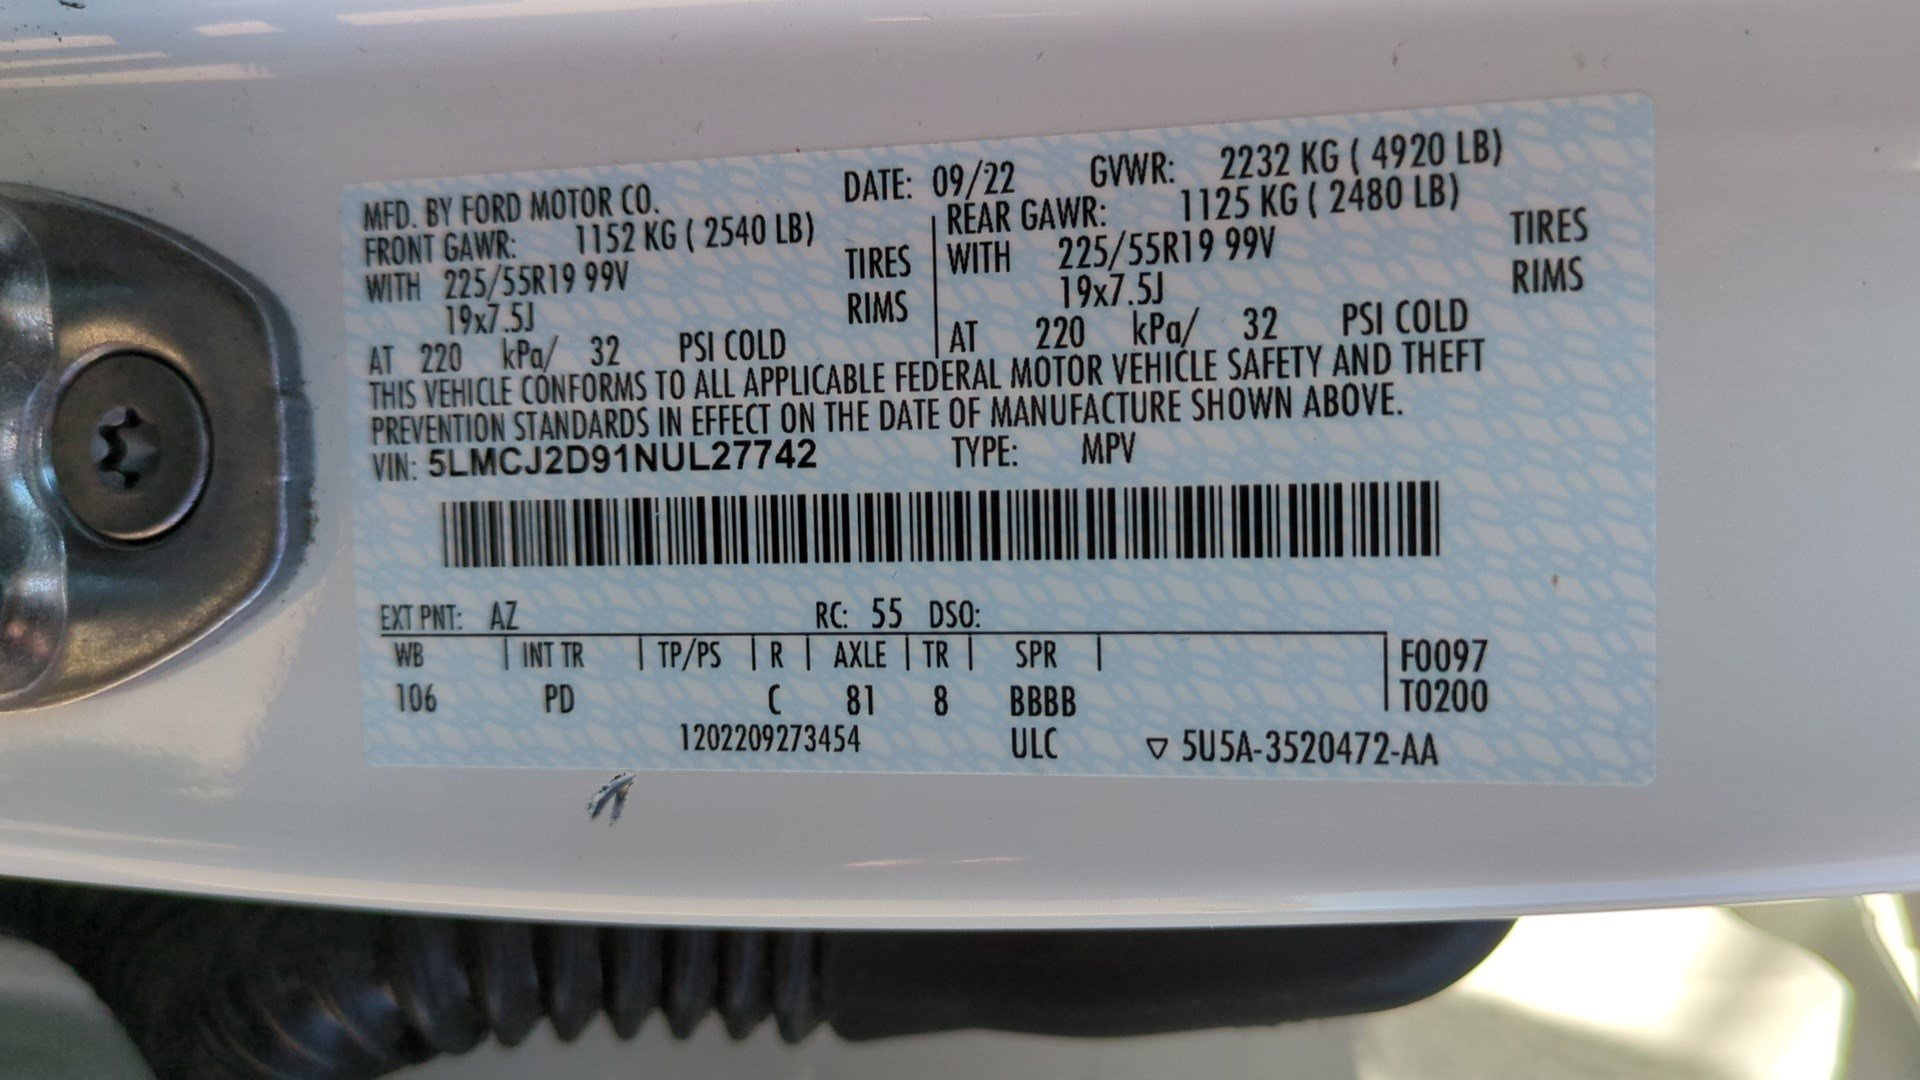 MFD. BY FORD MOTOR CO. DATE: 09/22 GVWR: 2232 KG ( 4920 LB)
FRONT GAWR: 1152 KG ( 2540 LB) REAR GAWR: 1125 KG ( 2480 LB)
WITH 225/55R19 99V TIRES WITH 225/55R19 99V TIRES
19x7.5J RIMS 19x7.5J RIMS
AT 220 kPa/ 32 PSI COLD AT 220 kPa/ 32 PSI COLD
THIS VEHICLE CONFORMS TO ALL APPLICABLE FEDERAL MOTOR VEHICLE SAFETY AND THEFT
PREVENTION STANDARDS IN EFFECT ON THE DATE OF MANUFACTURE SHOWN ABOVE.
VIN: 5LMCJ2D91NUL27742 TYPE: MPV
EXT PNT: AZ RC: 55 DSO:
WB INT TR TP/PS R AXLE TR SPR F0097
106 PD C 81 8 BBBB T0200
1202209273454 ULC ▽ 5U5A-3520472-AA